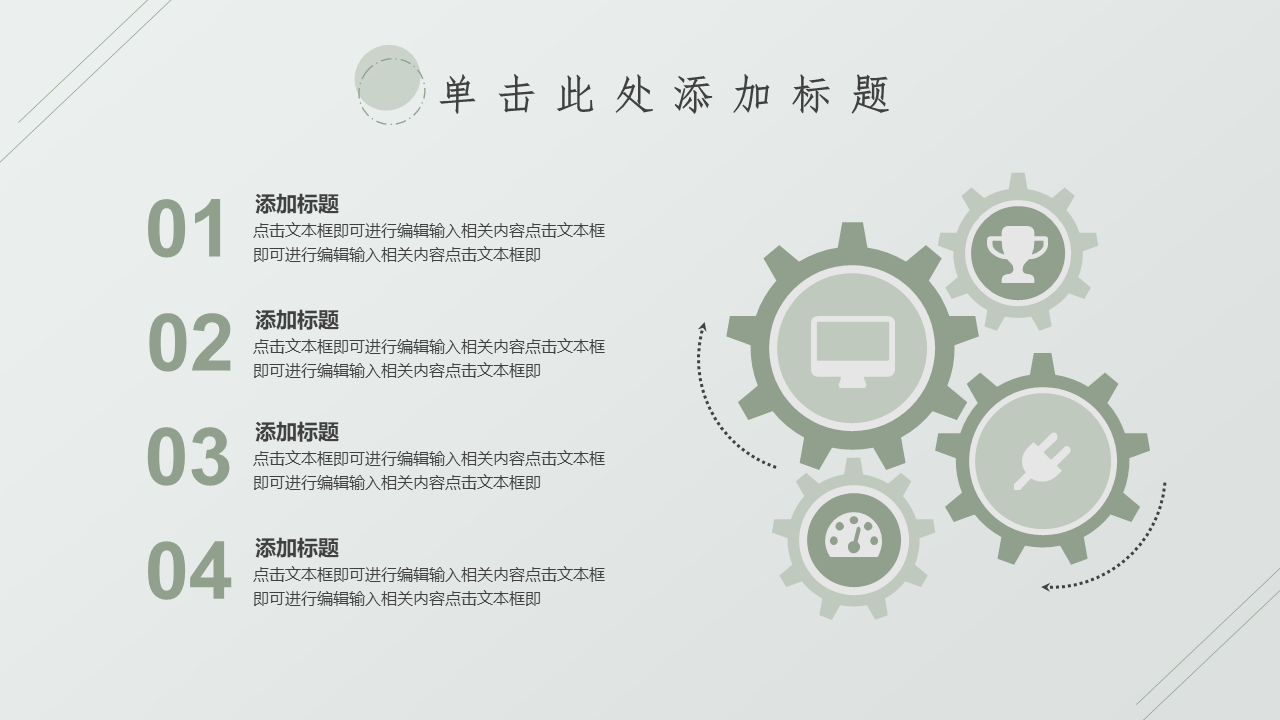 单击此处添加标题
01
添加标题
点击文本框即可进行编辑输入相关内容点击文本框
即可进行编辑输入相关内容点击文本框即
02
添加标题
点击文本框即可进行编辑输入相关内容点击文本框
即可进行编辑输入相关内容点击文本框即
03
添加标题
点击文本框即可进行编辑输入相关内容点击文本框
即可进行编辑输入相关内容点击文本框即
04
添加标题
点击文本框即可进行编辑输入相关内容点击文本框
即可进行编辑输入相关内容点击文本框即